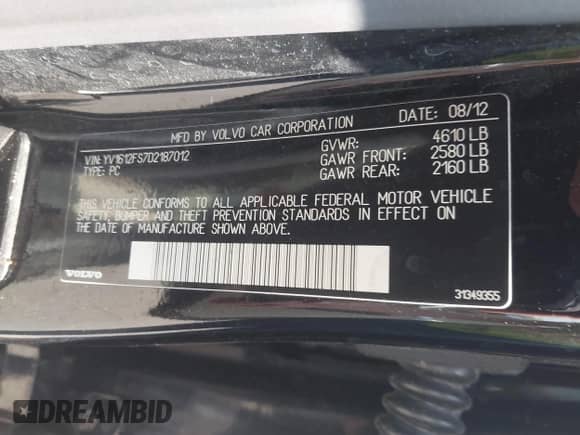 MFD BY VOLVO CAR CORPORATION DATE: 08/12
VIN: YV1612FS7D2187012
TYPE: PC
GVWR: 4610 LB
GAWR FRONT: 2580 LB
GAWR REAR: 2160 LB
THIS VEHICLE CONFORMS TO ALL APPLICABLE FEDERAL MOTOR VEHICLE
SAFETY, BUMPER AND THEFT PREVENTION STANDARDS IN EFFECT ON
THE DATE OF MANUFACTURE SHOWN ABOVE.
VOLVO 31349355
DREAMBID